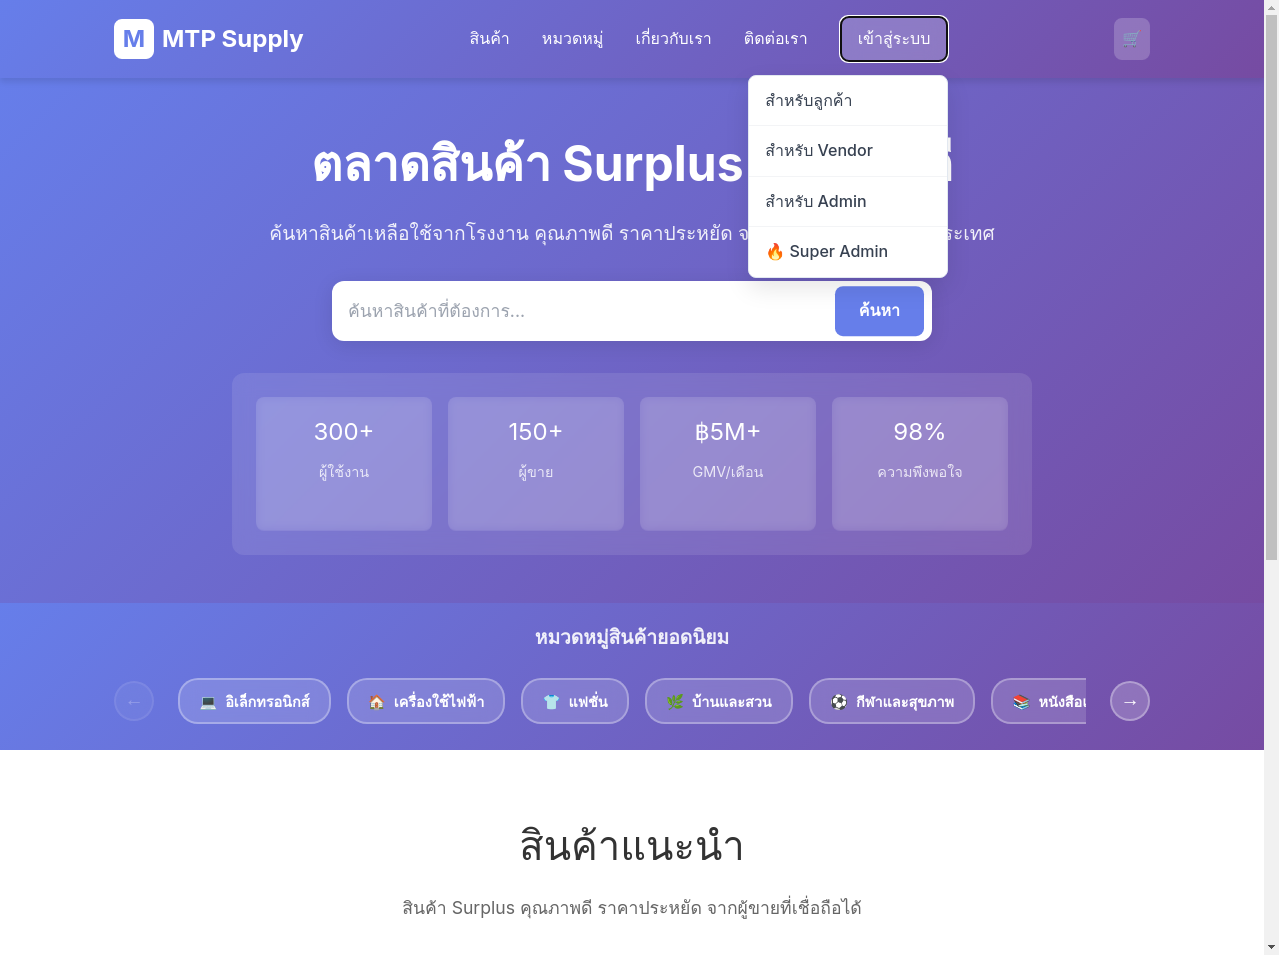 M MTP Supply
สินค้า
หมวดหมู่
เกี่ยวกับเรา
ติดต่อเรา
เข้าสู่ระบบ
สำหรับลูกค้า
สำหรับ Vendor
สำหรับ Admin
🔥 Super Admin
ตลาดสินค้า Surplus
ค้นหาสินค้าเหลือใช้จากโรงงาน คุณภาพดี ราคาประหยัด
ค้นหาสินค้าที่ต้องการ...
ค้นหา
300+
ผู้ใช้งาน
150+
ผู้ขาย
฿5M+
GMV/เดือน
98%
ความพึงพอใจ
หมวดหมู่สินค้ายอดนิยม
←
💻 อิเล็กทรอนิกส์
🏠 เครื่องใช้ไฟฟ้า
👕 แฟชั่น
🌿 บ้านและสวน
⚽ กีฬาและสุขภาพ
📚 หนังสือ
→
สินค้าแนะนำ
สินค้า Surplus คุณภาพดี ราคาประหยัด จากผู้ขายที่เชื่อถือได้